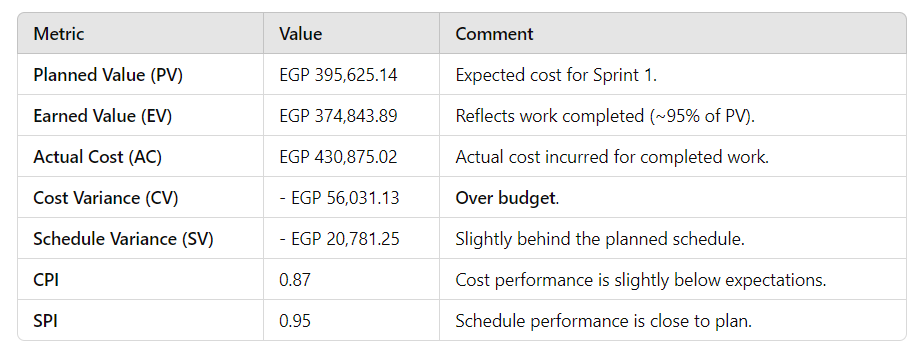 Metric Value Comment
Planned Value (PV) EGP 395,625.14 Expected cost for Sprint 1.
Earned Value (EV) EGP 374,843.89 Reflects work completed (~95% of PV).
Actual Cost (AC) EGP 430,875.02 Actual cost incurred for completed work.
Cost Variance (CV) - EGP 56,031.13 Over budget.
Schedule Variance (SV) - EGP 20,781.25 Slightly behind the planned schedule.
CPI 0.87 Cost performance is slightly below expectations.
SPI 0.95 Schedule performance is close to plan.